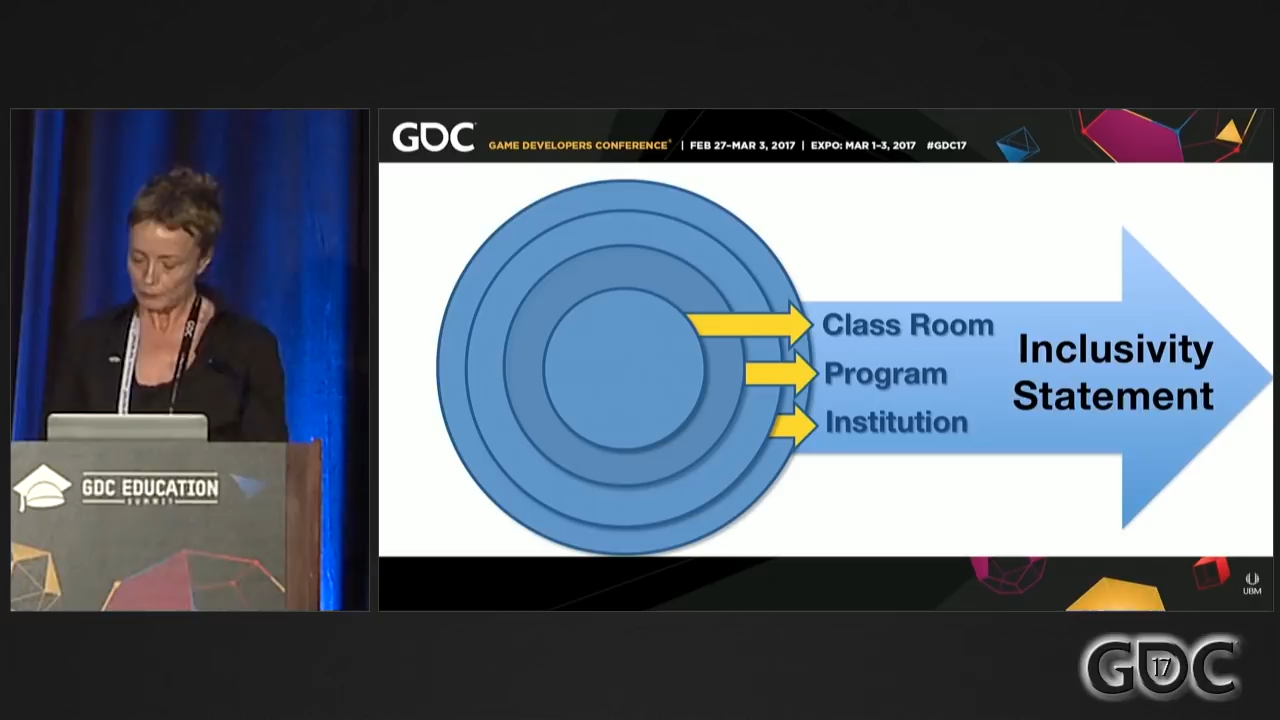 GDC
GAME DEVELOPERS CONFERENCE® | FEB 27–MAR 3, 2017 | EXPO: MAR 1–3, 2017 #GDC17
Class Room
Program
Institution
Inclusivity
Statement
GDC EDUCATION
SUMMIT
GDC
UBM
GDC
17